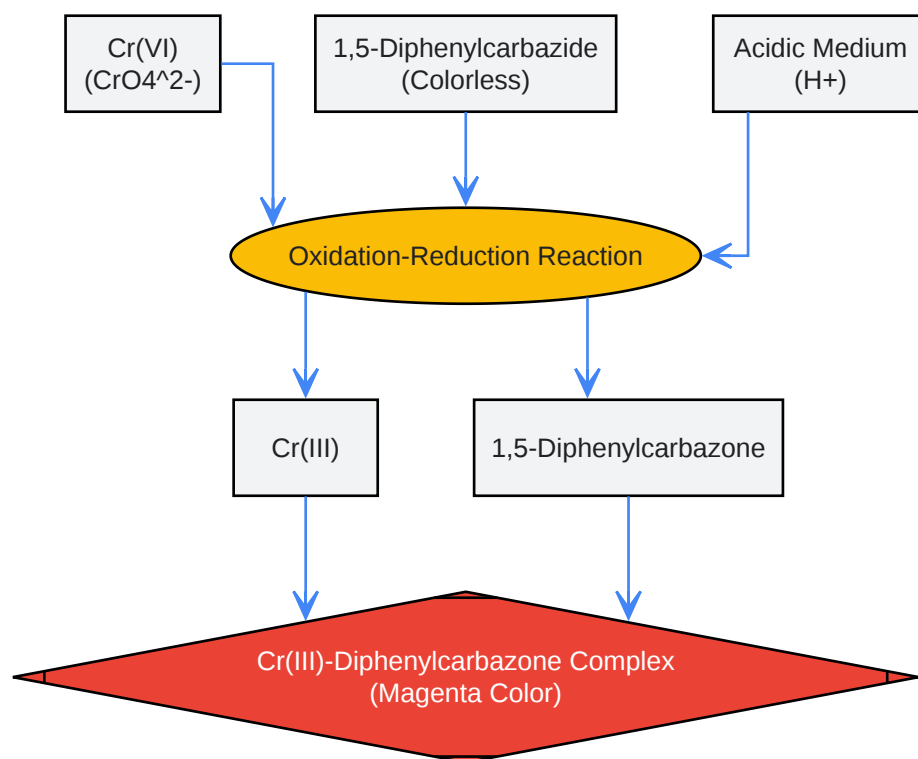 Cr(VI)
(CrO4^2-)
1,5-Diphenylcarbazide
(Colorless)
Acidic Medium
(H+)
Oxidation-Reduction Reaction
Cr(III)
1,5-Diphenylcarbazone
Cr(III)-Diphenylcarbazone Complex
(Magenta Color)